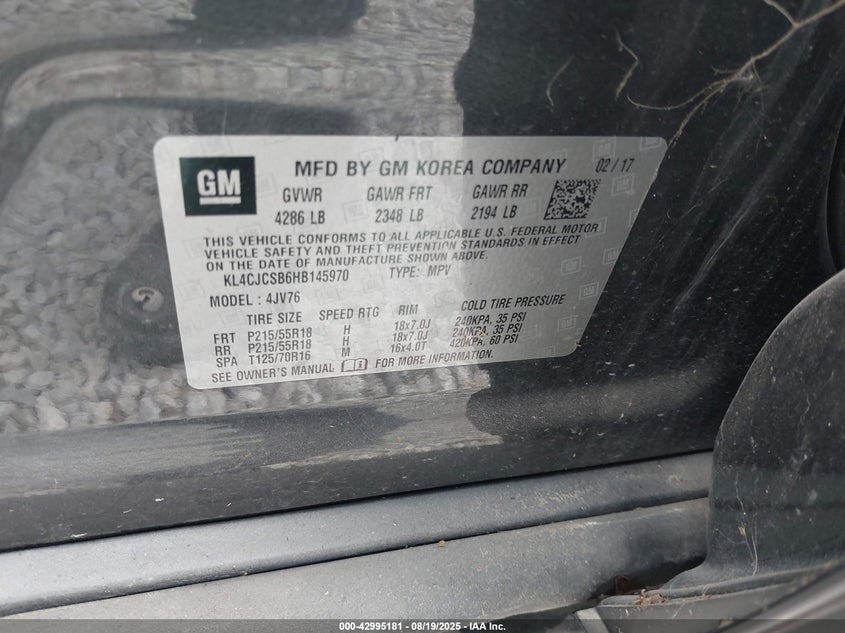 GM
MFD BY GM KOREA COMPANY 02 / 17
GVWR GAWR FRT GAWR RR
4286 LB 2348 LB 2194 LB
THIS VEHICLE CONFORMS TO ALL APPLICABLE U.S. FEDERAL MOTOR
VEHICLE SAFETY AND THEFT PREVENTION STANDARDS IN EFFECT
ON THE DATE OF MANUFACTURE SHOWN ABOVE.
KL4CJCSB6HB145970 TYPE: MPV
MODEL : 4JV76
TIRE SIZE SPEED RTG RIM COLD TIRE PRESSURE
FRT P215/55R18 H 18x7.0J 240KPA, 35 PSI
RR P215/55R18 H 18x7.0J 240KPA, 35 PSI
SPA T125/70R16 M 16x4.0T 420KPA, 60 PSI
SEE OWNER'S MANUAL FOR MORE INFORMATION.
000-42995181 - 08/19/2025 - IAA Inc.